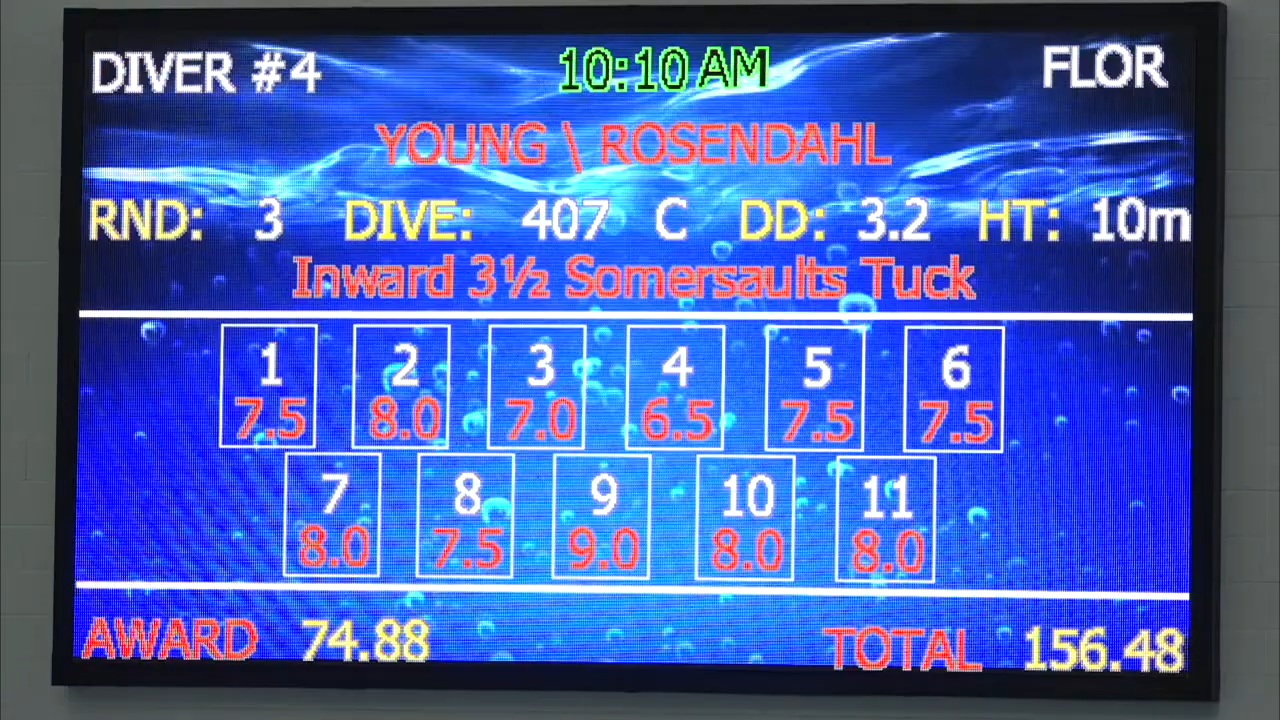 DIVER #4 10:10 AM FLOR
YOUNG \ ROSENDAHL
RND: 3 DIVE: 407 C DD: 3.2 HT: 10m
Inward 3½ Somersaults Tuck
1 2 3 4 5 6
7.5 8.0 7.0 6.5 7.5 7.5
7 8 9 10 11
8.0 7.5 9.0 8.0 8.0
AWARD 74.88 TOTAL 156.48